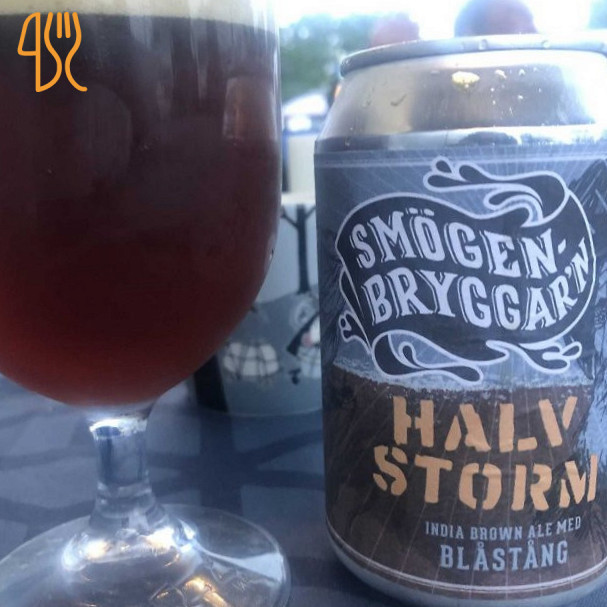 SMÖGEN-
BRYGGAR'N
HALV
STORM
INDIA BROWN ALE MED
BLÅSTÅNG